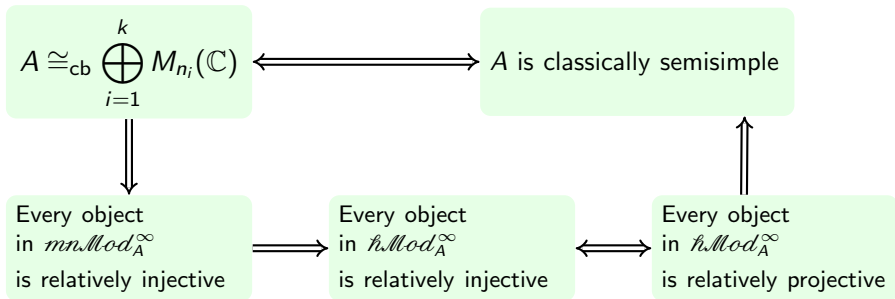 A ≅_cb ⊕_{i=1}^{k} M_{n_i}(ℂ)
A is classically semisimple
Every object
in mnMod_A^∞
is relatively injective
Every object
in hMod_A^∞
is relatively injective
Every object
in hMod_A^∞
is relatively projective